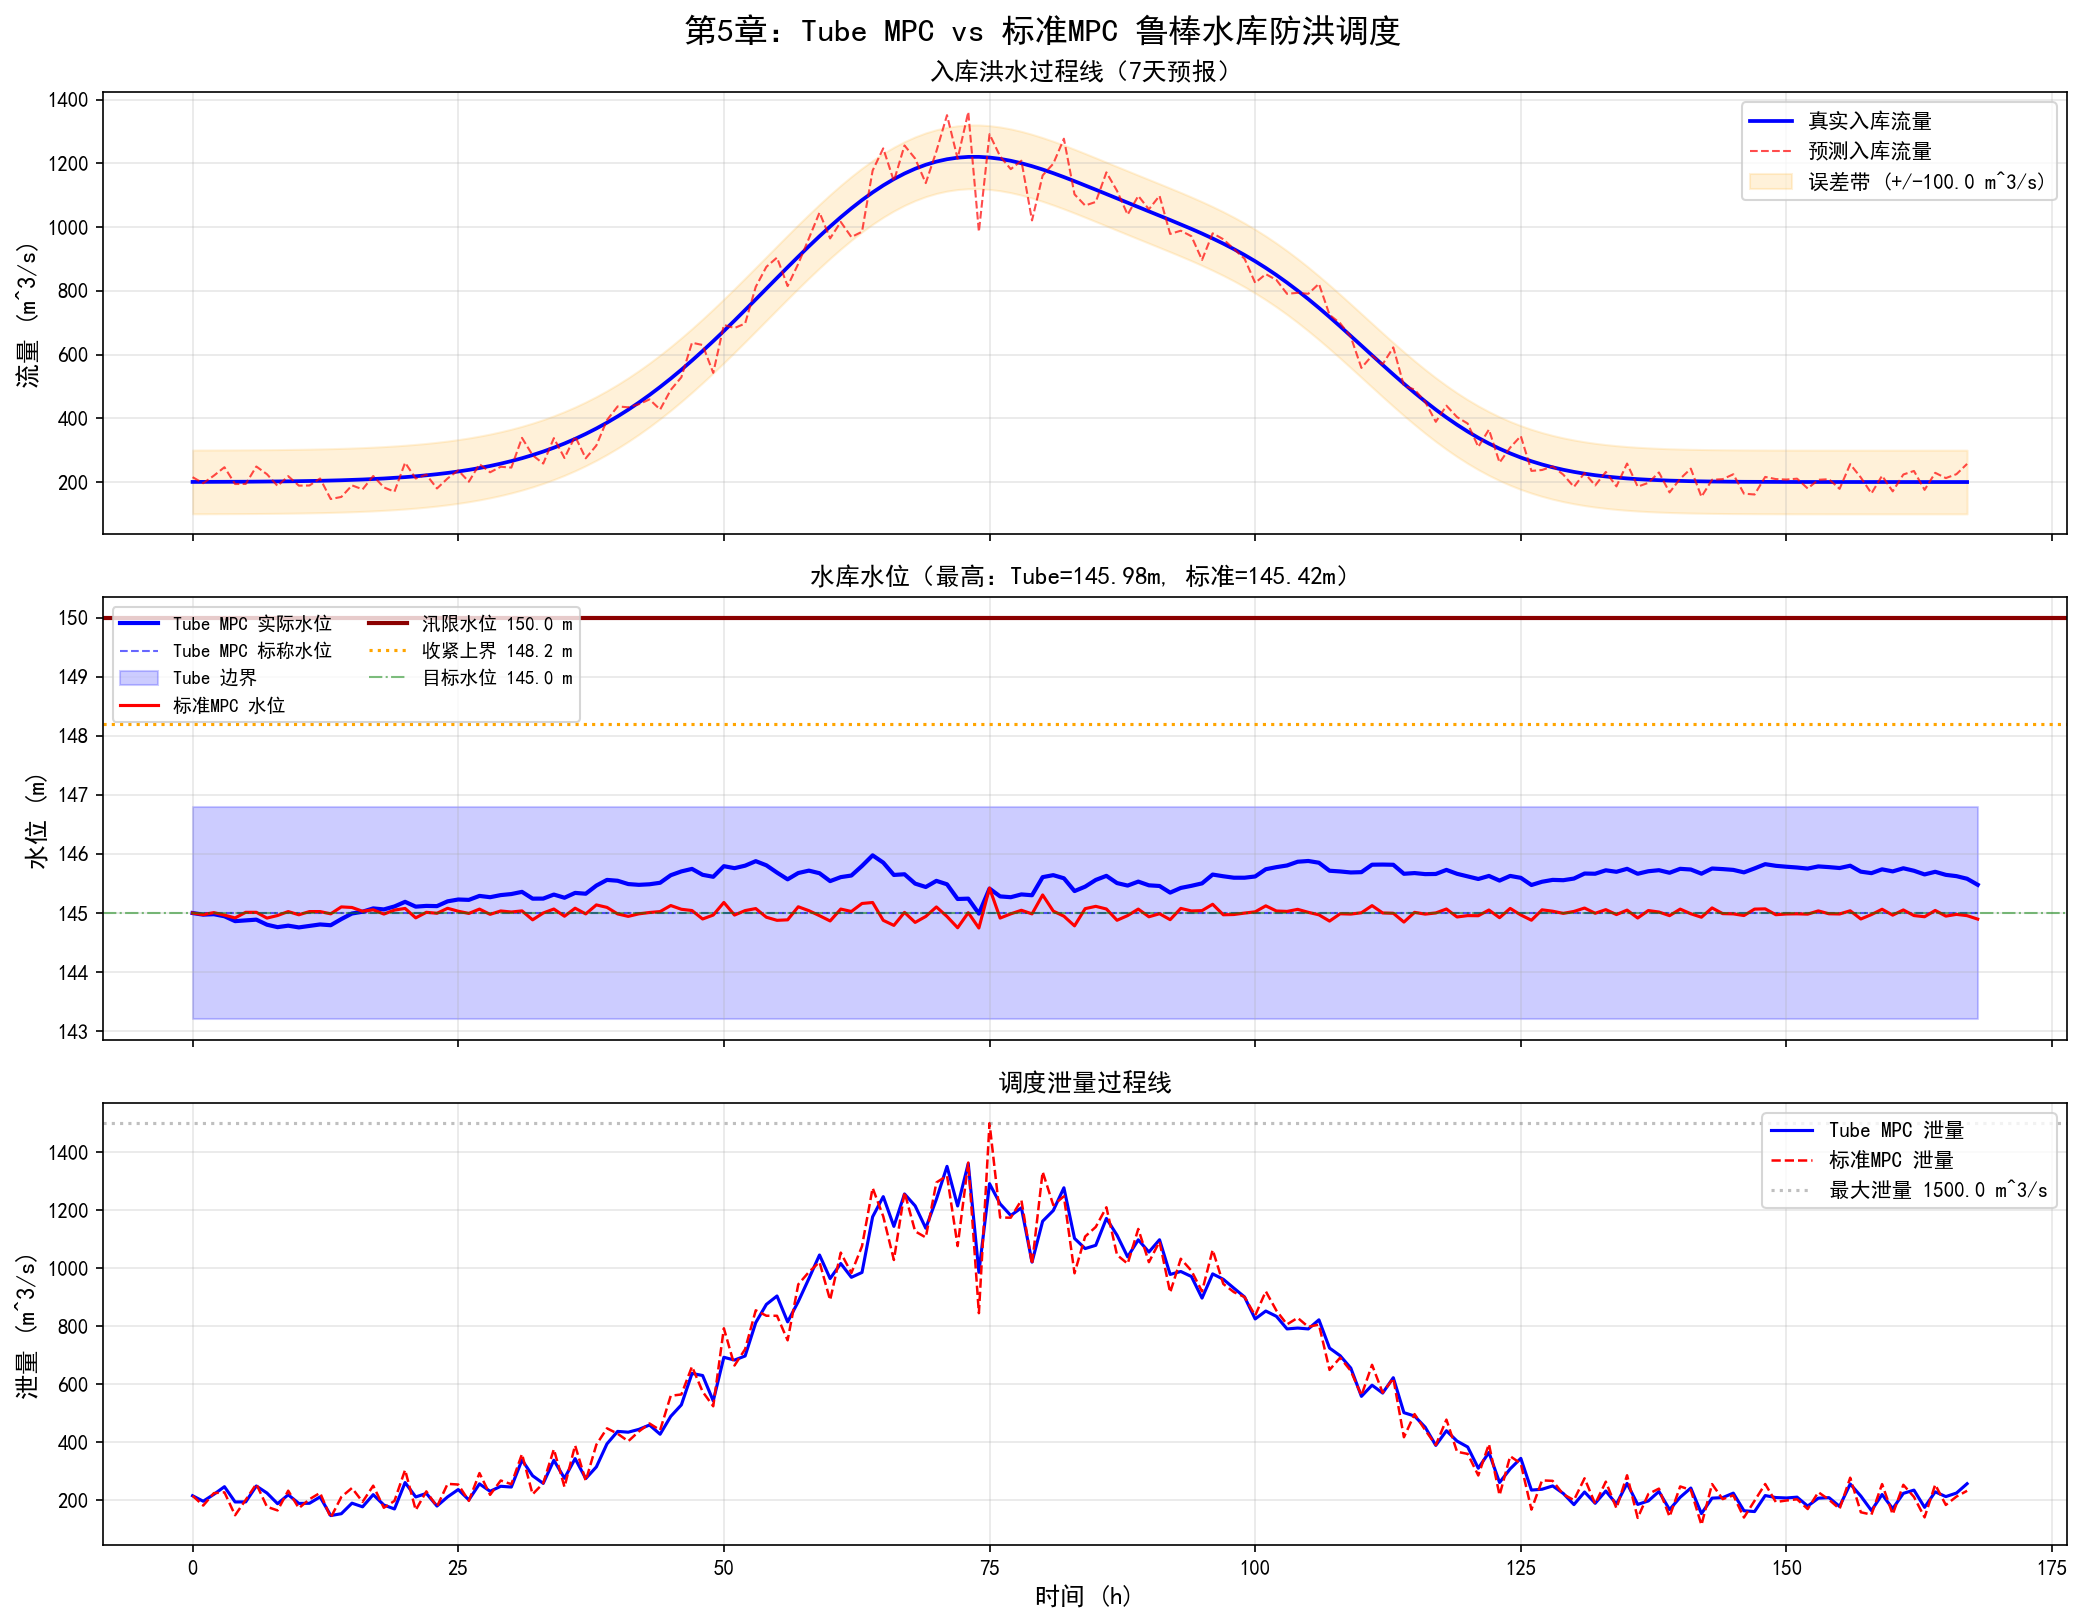 第5章：Tube MPC vs 标准MPC 鲁棒水库防洪调度
入库洪水过程线（7天预报）
1400
1200
1000
800
600
400
200
流量 (m^3/s)
真实入库流量
预测入库流量
误差带 (+/-100.0 m^3/s)
水库水位（最高：Tube=145.98m, 标准=145.42m）
150
149
148
147
146
145
144
143
水位 (m)
Tube MPC 实际水位
Tube MPC 标称水位
Tube 边界
标准MPC 水位
汛限水位 150.0 m
收紧上界 148.2 m
目标水位 145.0 m
调度泄量过程线
1400
1200
1000
800
600
400
200
泄量 (m^3/s)
Tube MPC 泄量
标准MPC 泄量
最大泄量 1500.0 m^3/s
0 25 50 75 100 125 150 175
时间 (h)